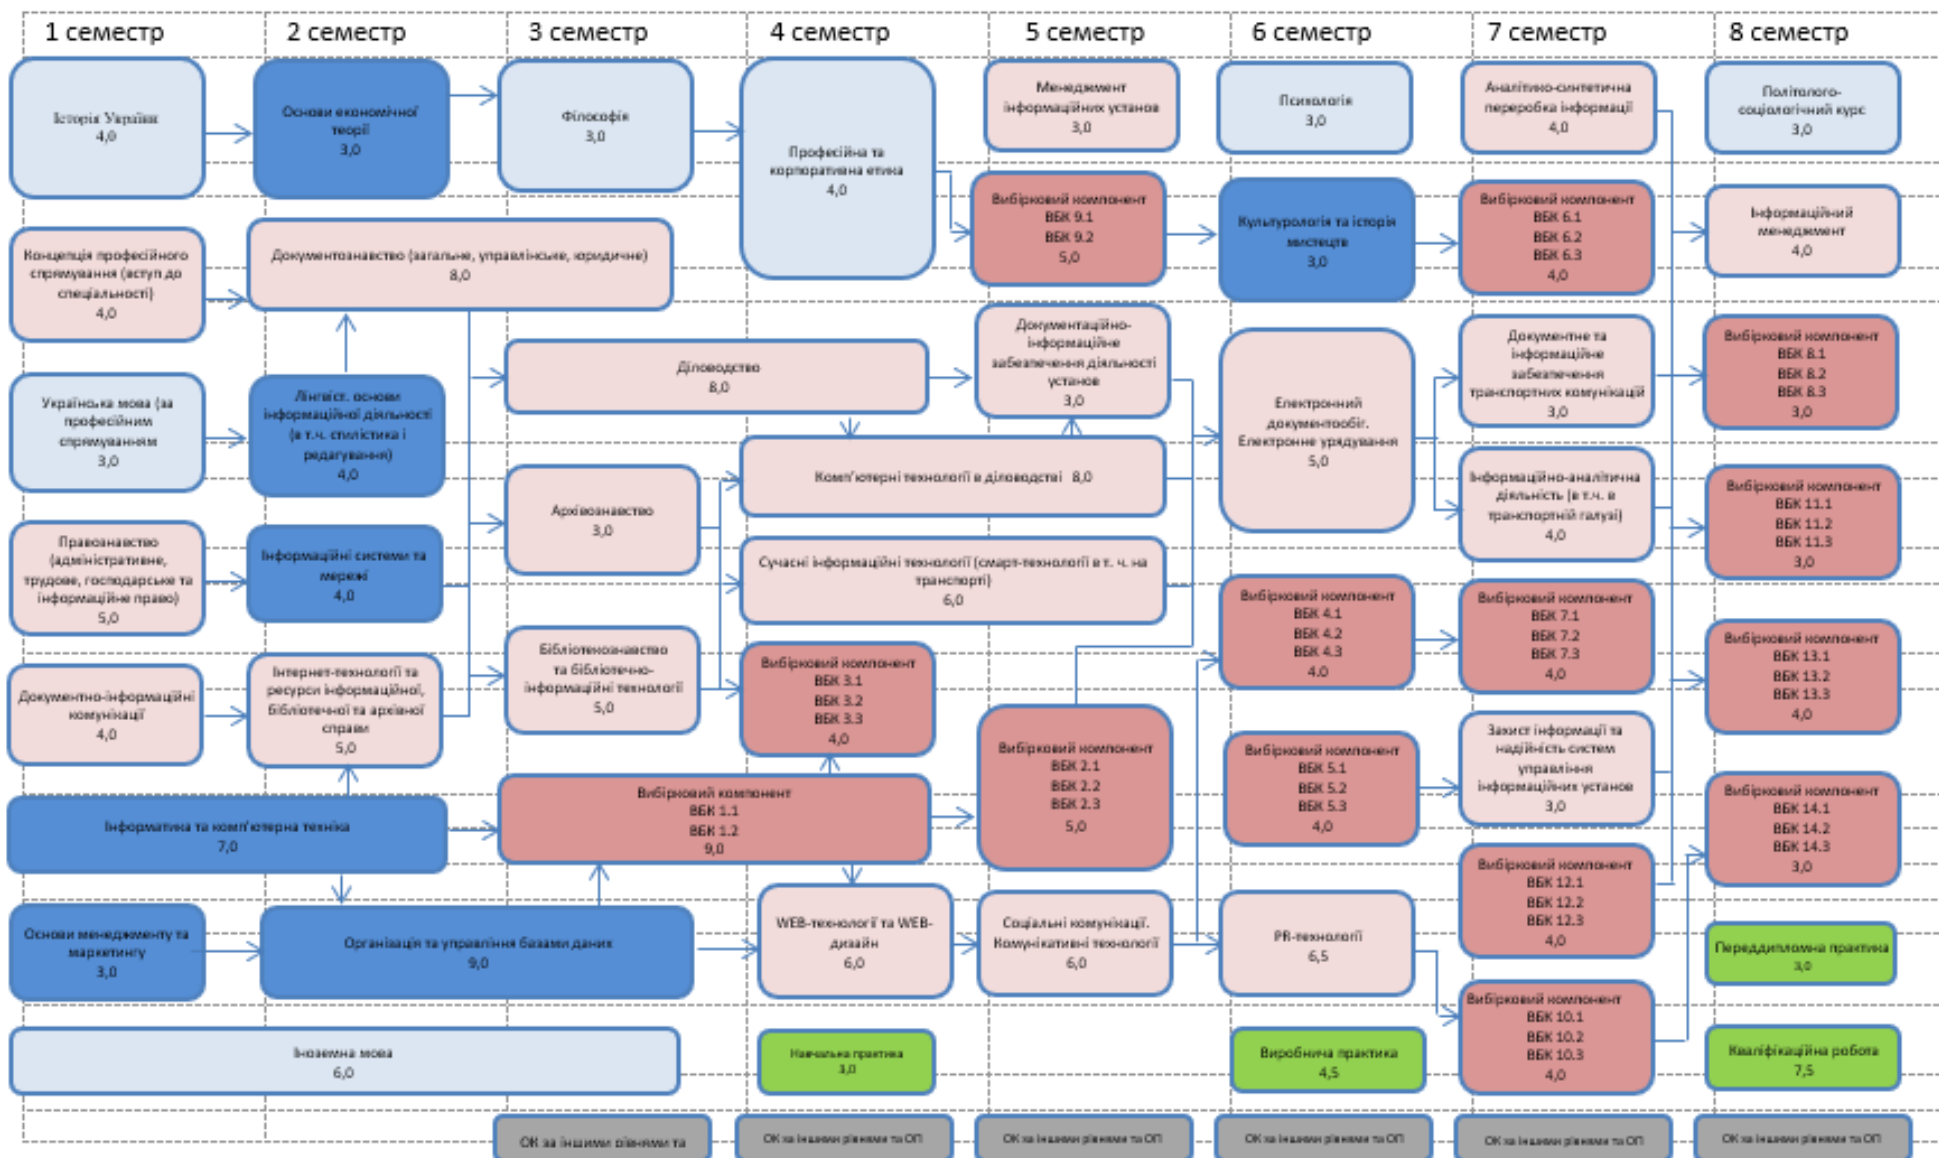 1 семестр
2 семестр
3 семестр
4 семестр
5 семестр
6 семестр
7 семестр
8 семестр
Історія України
4,0
Концепція професійного
спрямування (вступ до
спеціальності)
4,0
Українська мова (за
професійним
спрямуванням
3,0
Правознавство
(адміністративне,
трудове, господарське та
інформаційне право)
5,0
Документно-інформаційні
комунікації
4,0
Інформатика та комп'ютерна техніка
7,0
Основи менеджменту та
маркетингу
3,0
Іноземна мова
6,0
Основи економічної
теорії
3,0
Документознавство (загальне, управлінське, юридичне)
8,0
Лінгвіст. основи
інформаційної діяльності
(в т.ч. стилістика і
редагування)
4,0
Інформаційні системи та
мережі
4,0
Інтернет-технології та
ресурси інформаційної,
бібліотечної та архівної
справи
5,0
Організація та управління базами даних
9,0
Філософія
3,0
Діловодство
8,0
Архівознавство
3,0
Бібліотекознавство
та бібліотечно-
інформаційні технології
5,0
Вибірковий компонент
ВБК 1.1
ВБК 1.2
9,0
ОК за іншими рівнями та
Професійна та
корпоративна етика
4,0
Комп'ютерні технології в діловодстві 8,0
Сучасні інформаційні технології (смарт-технології в т. ч. на
транспорті)
6,0
Вибірковий компонент
ВБК 3.1
ВБК 3.2
ВБК 3.3
4,0
WEB-технології та WEB-
дизайн
6,0
Навчальна практика
3,0
ОК за іншими рівнями та ОП
Менеджмент
інформаційних установ
3,0
Вибірковий компонент
ВБК 9.1
ВБК 9.2
5,0
Документаційно-
інформаційне
забезпечення діяльності
установ
3,0
Вибірковий компонент
ВБК 2.1
ВБК 2.2
ВБК 2.3
5,0
Соціальні комунікації.
Комунікативні технології
6,0
ОК за іншими рівнями та ОП
Психологія
3,0
Культурологія та історія
мистецтв
3,0
Електронний
документообіг.
Електронне урядування
5,0
Вибірковий компонент
ВБК 4.1
ВБК 4.2
ВБК 4.3
4,0
Вибірковий компонент
ВБК 5.1
ВБК 5.2
ВБК 5.3
4,0
PR-технології
6,5
Виробнича практика
4,5
ОК за іншими рівнями та ОП
Аналітико-синтетична
переробка інформації
4,0
Вибірковий компонент
ВБК 6.1
ВБК 6.2
ВБК 6.3
4,0
Документне та
інформаційне
забезпечення
транспортних комунікацій
3,0
Інформаційно-аналітична
діяльність (в т.ч. в
транспортній галузі)
4,0
Вибірковий компонент
ВБК 7.1
ВБК 7.2
ВБК 7.3
4,0
Захист інформації та
надійність систем
управління
інформаційних установ
3,0
Вибірковий компонент
ВБК 12.1
ВБК 12.2
ВБК 12.3
4,0
Вибірковий компонент
ВБК 10.1
ВБК 10.2
ВБК 10.3
4,0
ОК за іншими рівнями та ОП
Політолого-
соціологічний курс
3,0
Інформаційний
менеджмент
4,0
Вибірковий компонент
ВБК 8.1
ВБК 8.2
ВБК 8.3
3,0
Вибірковий компонент
ВБК 11.1
ВБК 11.2
ВБК 11.3
3,0
Вибірковий компонент
ВБК 13.1
ВБК 13.2
ВБК 13.3
4,0
Вибірковий компонент
ВБК 14.1
ВБК 14.2
ВБК 14.3
3,0
Переддипломна практика
3,0
Кваліфікаційна робота
7,5
ОК за іншими рівнями та ОП